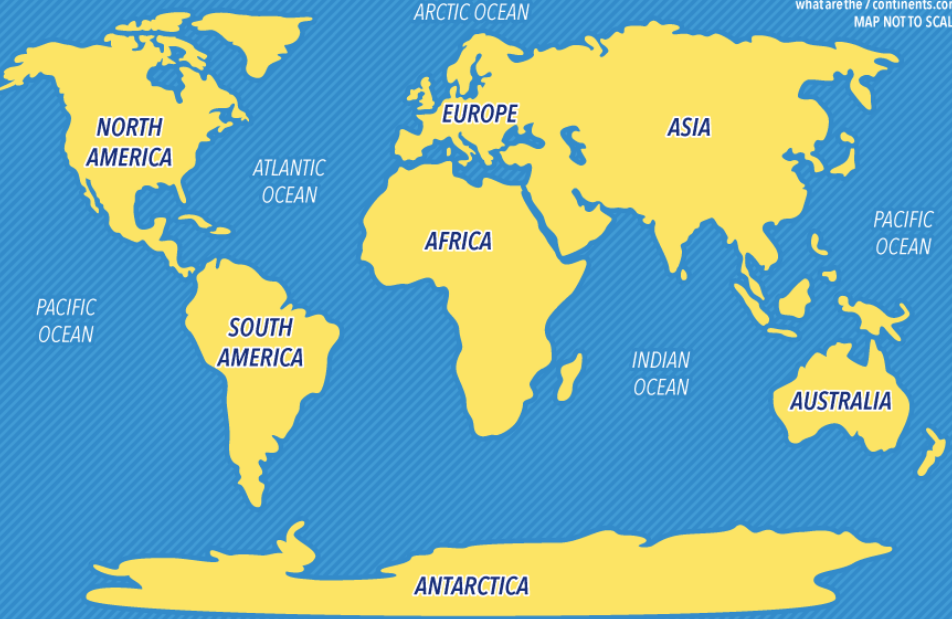 ARCTIC OCEAN
whatarethe7continents.com
MAP NOT TO SCAL
NORTH
AMERICA
EUROPE
ASIA
ATLANTIC
OCEAN
AFRICA
PACIFIC
OCEAN
PACIFIC
OCEAN
SOUTH
AMERICA
INDIAN
OCEAN
AUSTRALIA
ANTARCTICA